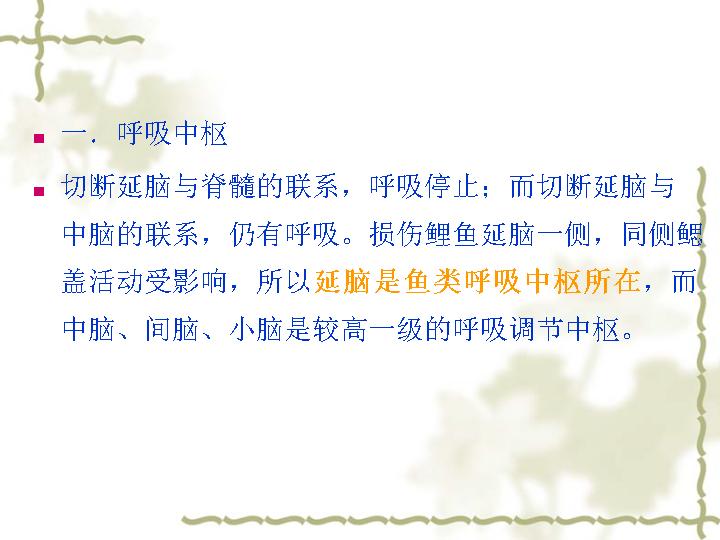 一．呼吸中枢
切断延脑与脊髓的联系，呼吸停止；而切断延脑与
中脑的联系，仍有呼吸。损伤鲤鱼延脑一侧，同侧鳃
盖活动受影响，所以延脑是鱼类呼吸中枢所在，而
中脑、间脑、小脑是较高一级的呼吸调节中枢。